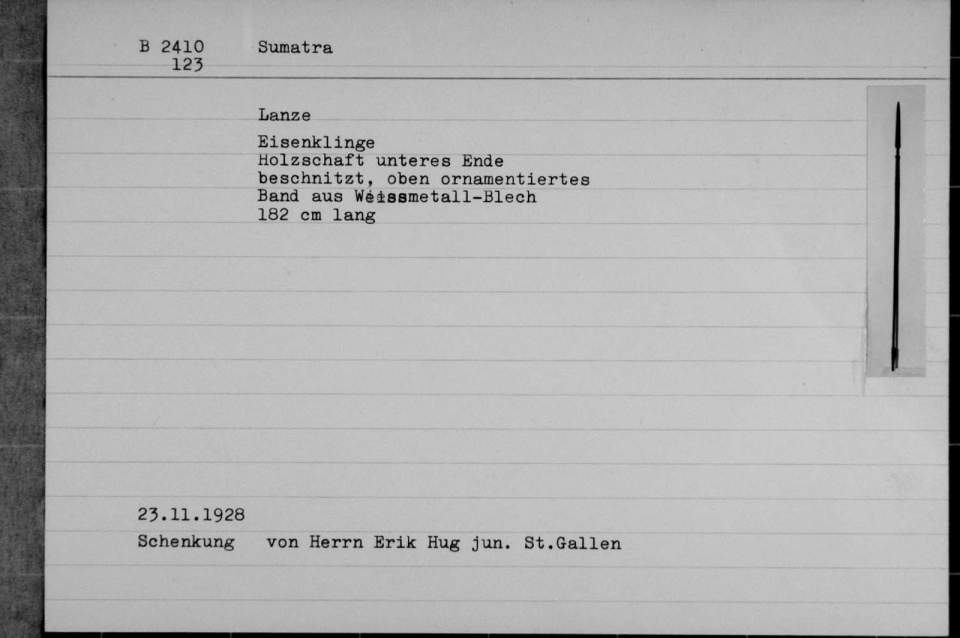 B 2410 Sumatra
123
Lanze
Eisenklinge
Holzschaft unteres Ende
beschnitzt, oben ornamentiertes
Band aus Weissmetall-Blech
182 cm lang
23.11.1928
Schenkung von Herrn Erik Hug jun. St.Gallen